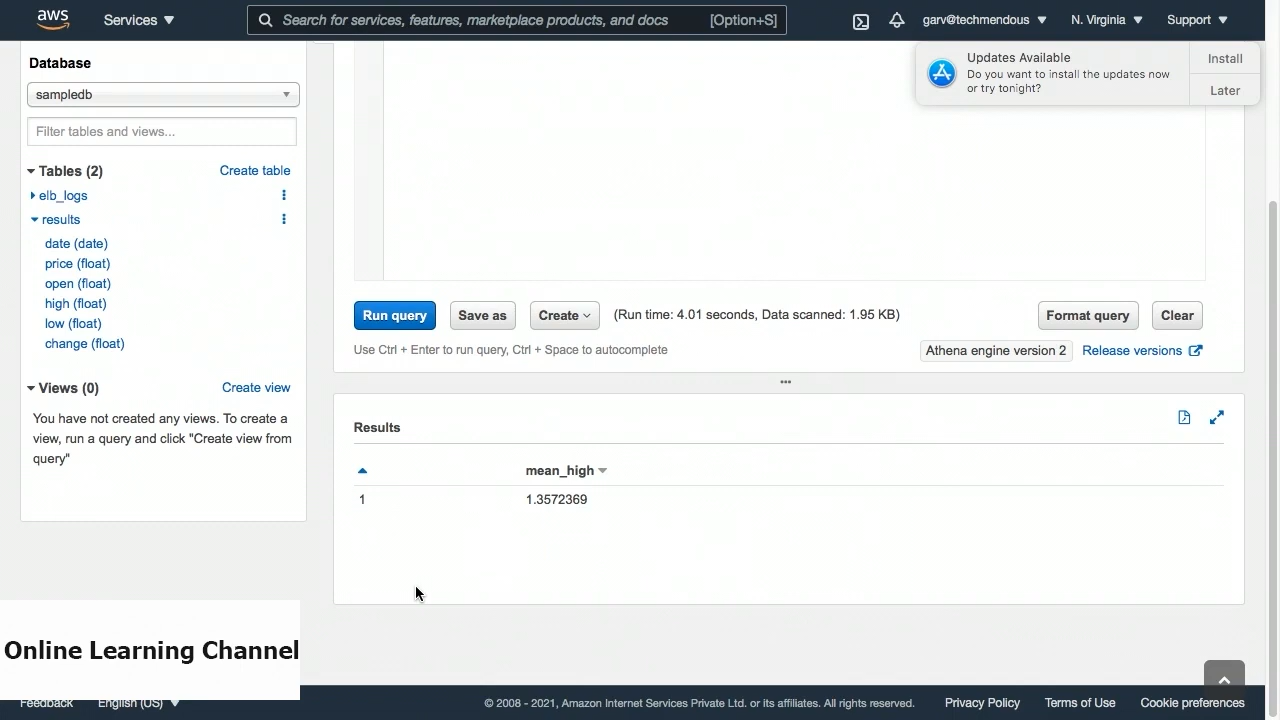 aws
Services
Search for services, features, marketplace products, and docs [Option+S]
garv@techmendous
N. Virginia
Support
Updates Available
Do you want to install the updates now
or try tonight?
Install
Later
Database
sampledb
Filter tables and views...
Tables (2)
Create table
elb_logs
results
date (date)
price (float)
open (float)
high (float)
low (float)
change (float)
Views (0)
Create view
You have not created any views. To create a
view, run a query and click "Create view from
query"
Run query
Save as
Create
(Run time: 4.01 seconds, Data scanned: 1.95 KB)
Format query
Clear
Use Ctrl + Enter to run query, Ctrl + Space to autocomplete
Athena engine version 2
Release versions
Results
mean_high
1 1.3572369
Online Learning Channel
Feedback
English (US)
© 2008 - 2021, Amazon Internet Services Private Ltd. or its affiliates. All rights reserved.
Privacy Policy
Terms of Use
Cookie preferences